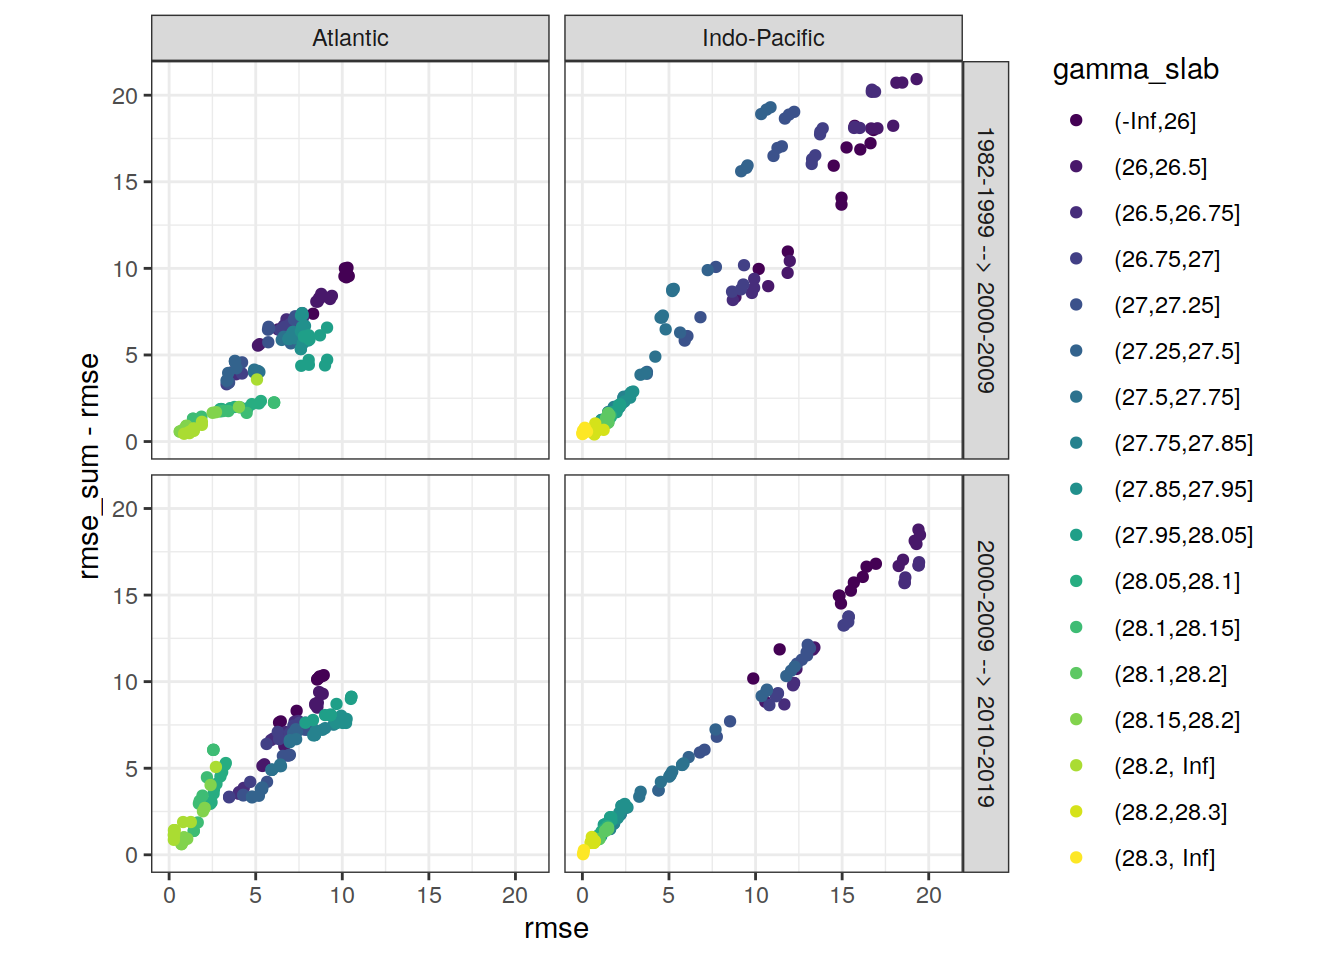 Atlantic
Indo-Pacific
gamma_slab
(-Inf,26]
(26,26.5]
(26.5,26.75]
(26.75,27]
(27,27.25]
(27.25,27.5]
(27.5,27.75]
(27.75,27.85]
(27.85,27.95]
(27.95,28.05]
(28.05,28.1]
(28.1,28.15]
(28.1,28.2]
(28.15,28.2]
(28.2, Inf]
(28.2,28.3]
(28.3, Inf]
1982-1999 --> 2000-2009
2000-2009 --> 2010-2019
rmse_sum - rmse
20
15
10
5
0
20
15
10
5
0
0 5 10 15 20 0 5 10 15 20
rmse